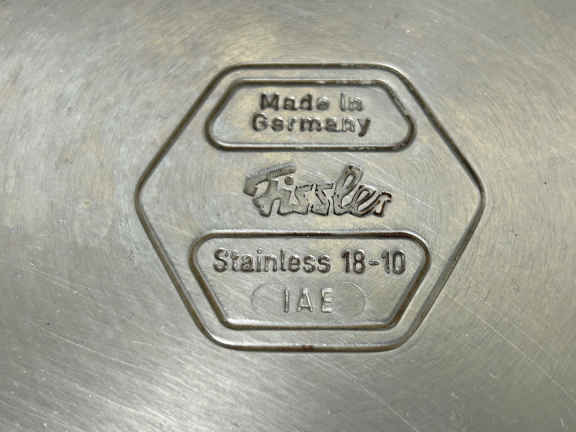 Made in
Germany
Fissler
Stainless 18-10
IAE